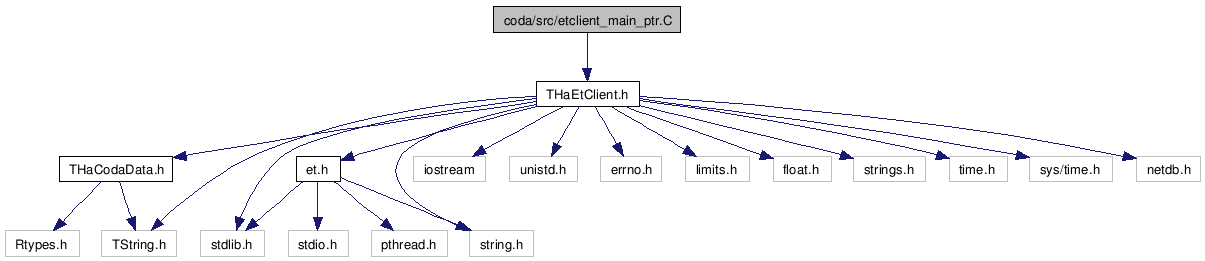 coda/src/etclient_main_ptr.C
THaEtClient.h
THaCodaData.h
et.h
iostream
unistd.h
errno.h
limits.h
float.h
strings.h
time.h
sys/time.h
netdb.h
Rtypes.h
TString.h
stdlib.h
stdio.h
pthread.h
string.h